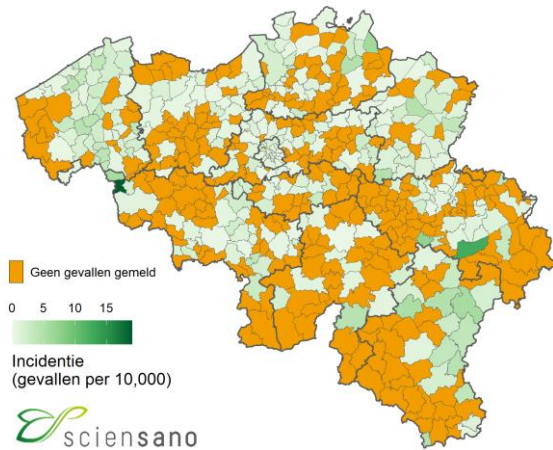 Geen gevallen gemeld
0 5 10 15
Incidentie
(gevallen per 10,000)
sciensano